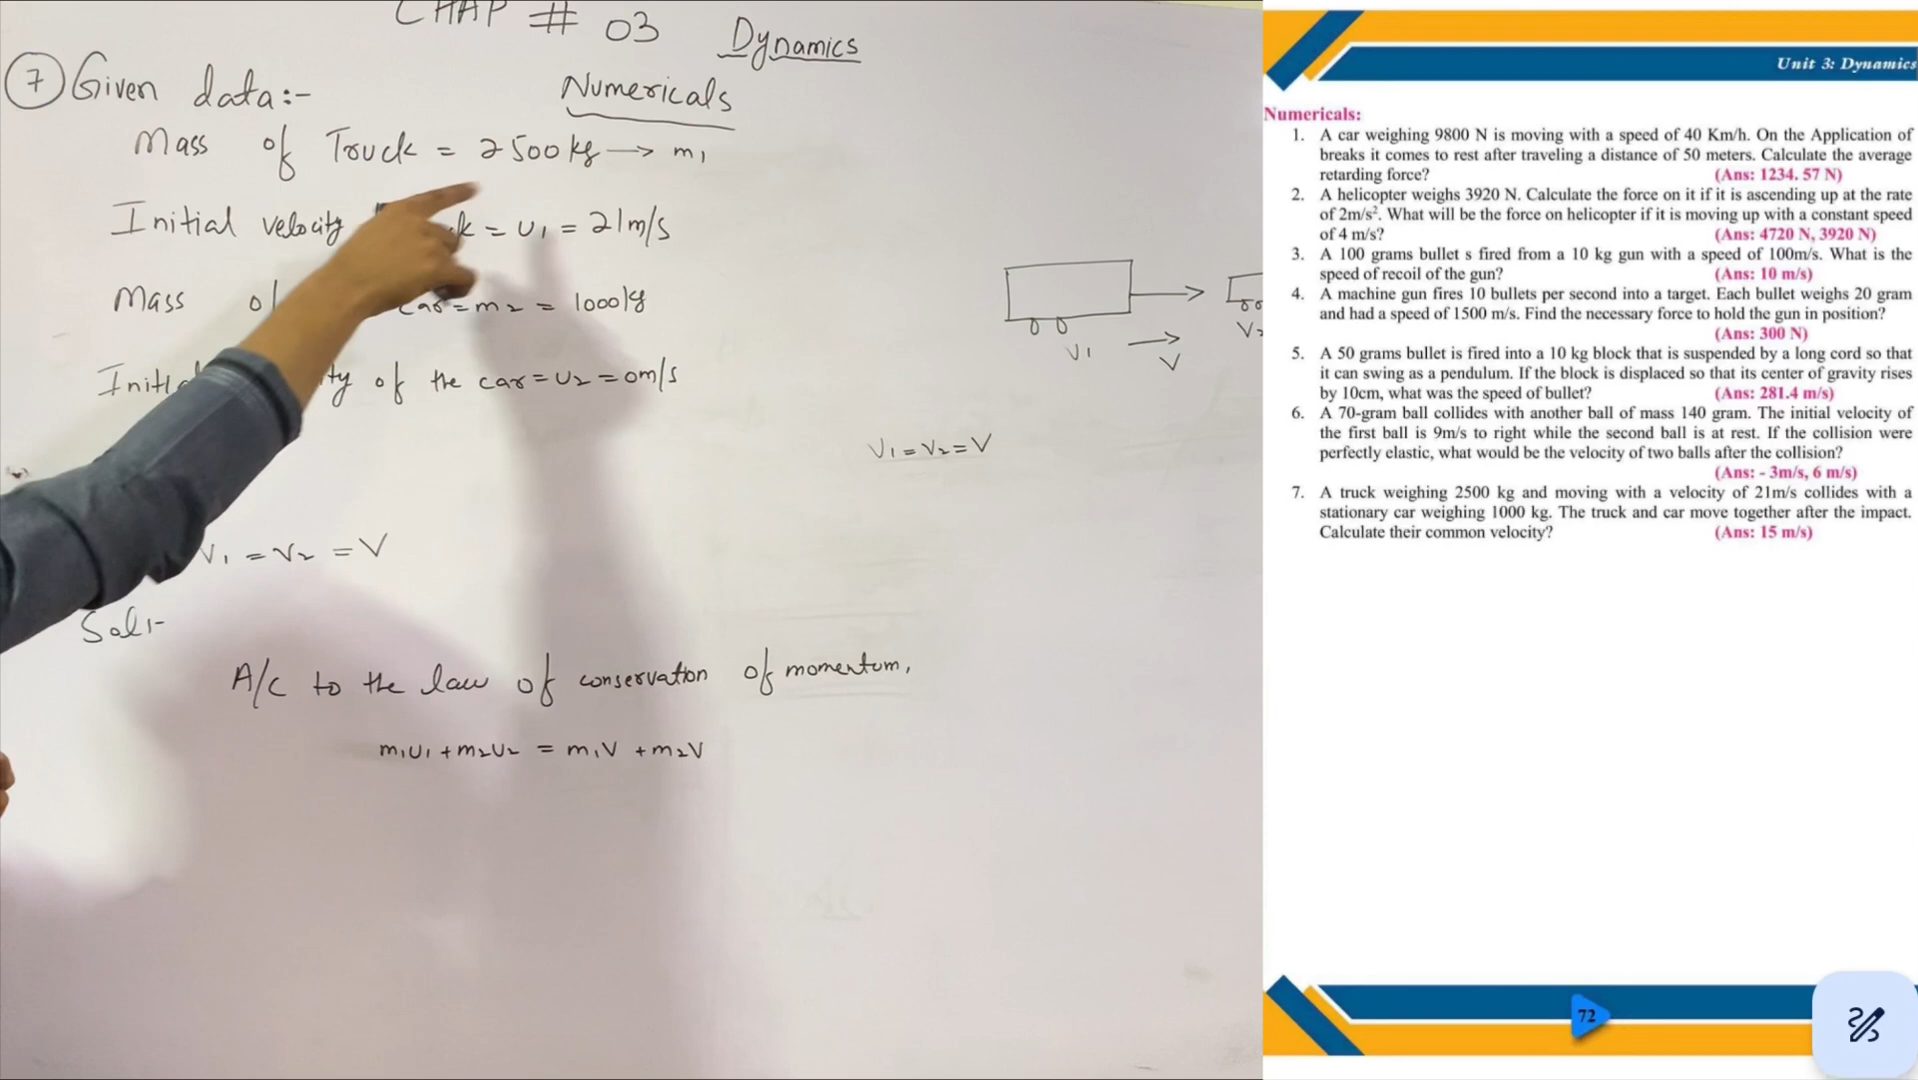 CHAP # 03 Dynamics
7 Given data:-
Numericals
Mass of Truck = 2500kg → m1
Initial velocity = u1 = 21m/s
Mass of car = m2 = 1000kg
of the car = u2 = 0m/s
V1 = V2 = V
Sol:-
A/C to the law of conservation of momentum,
m1u1 + m2u2 = m1V + m2V
V1
V
V2
V1 = V2 = V
Unit 3: Dynamics
Numericals:
1. A car weighing 9800 N is moving with a speed of 40 Km/h. On the Application of
breaks it comes to rest after traveling a distance of 50 meters. Calculate the average
retarding force? (Ans: 1234. 57 N)
2. A helicopter weighs 3920 N. Calculate the force on it if it is ascending up at the rate
of 2m/s². What will be the force on helicopter if it is moving up with a constant speed
of 4 m/s? (Ans: 4720 N, 3920 N)
3. A 100 grams bullet s fired from a 10 kg gun with a speed of 100m/s. What is the
speed of recoil of the gun? (Ans: 10 m/s)
4. A machine gun fires 10 bullets per second into a target. Each bullet weighs 20 gram
and had a speed of 1500 m/s. Find the necessary force to hold the gun in position?
(Ans: 300 N)
5. A 50 grams bullet is fired into a 10 kg block that is suspended by a long cord so that
it can swing as a pendulum. If the block is displaced so that its center of gravity rises
by 10cm, what was the speed of bullet? (Ans: 281.4 m/s)
6. A 70-gram ball collides with another ball of mass 140 gram. The initial velocity of
the first ball is 9m/s to right while the second ball is at rest. If the collision were
perfectly elastic, what would be the velocity of two balls after the collision?
(Ans: - 3m/s, 6 m/s)
7. A truck weighing 2500 kg and moving with a velocity of 21m/s collides with a
stationary car weighing 1000 kg. The truck and car move together after the impact.
Calculate their common velocity? (Ans: 15 m/s)
72